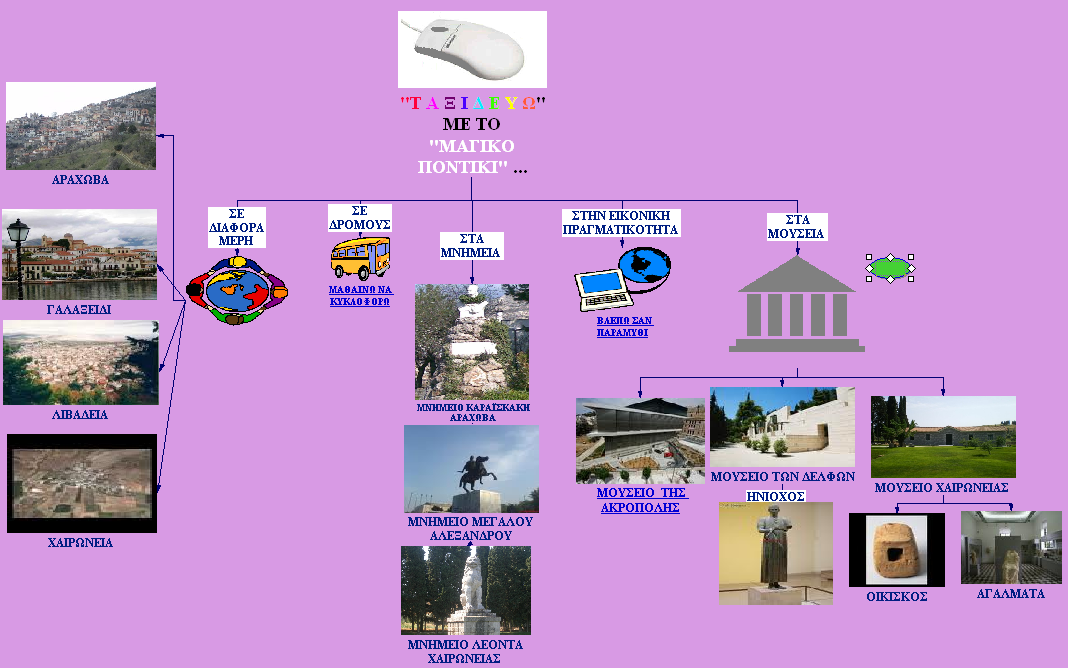 "Τ Α Ξ Ι Δ Ε Υ Ω"
ΜΕ ΤΟ
"ΜΑΓΙΚΟ
ΠΟΝΤΙΚΙ" ...
ΣΕ
ΔΙΑΦΟΡΑ
ΜΕΡΗ
ΣΕ
ΔΡΟΜΟΥΣ
ΣΤΑ
ΜΝΗΜΕΙΑ
ΣΤΗΝ ΕΙΚΟΝΙΚΗ
ΠΡΑΓΜΑΤΙΚΟΤΗΤΑ
ΣΤΑ
ΜΟΥΣΕΙΑ
ΑΡΑΧΩΒΑ
ΓΑΛΑΞΕΙΔΙ
ΛΙΒΑΔΕΙΑ
ΧΑΙΡΩΝΕΙΑ
ΜΑΘΑΙΝΩ ΝΑ
ΚΥΚΛΟΦΟΡΩ
ΜΝΗΜΕΙΟ ΚΑΡΑΪΣΚΑΚΗ
ΑΡΑΧΩΒΑ
ΜΝΗΜΕΙΟ ΜΕΓΑΛΟΥ
ΑΛΕΞΑΝΔΡΟΥ
ΜΝΗΜΕΙΟ ΛΕΟΝΤΑ
ΧΑΙΡΩΝΕΙΑΣ
ΒΛΕΠΩ ΣΑΝ
ΠΑΡΑΜΥΘΙ
ΜΟΥΣΕΙΟ ΤΗΣ
ΑΚΡΟΠΟΛΗΣ
ΜΟΥΣΕΙΟ ΤΩΝ ΔΕΛΦΩΝ
ΗΝΙΟΧΟΣ
ΜΟΥΣΕΙΟ ΧΑΙΡΩΝΕΙΑΣ
ΟΙΚΙΣΚΟΣ
ΑΓΑΛΜΑΤΑ